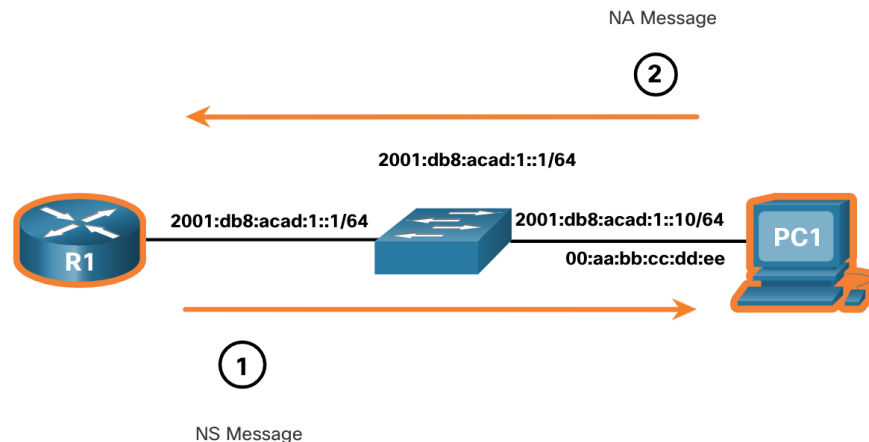 NA Message
2
2001:db8:acad:1::1/64
2001:db8:acad:1::1/64
2001:db8:acad:1::10/64
R1
PC1
00:aa:bb:cc:dd:ee
1
NS Message